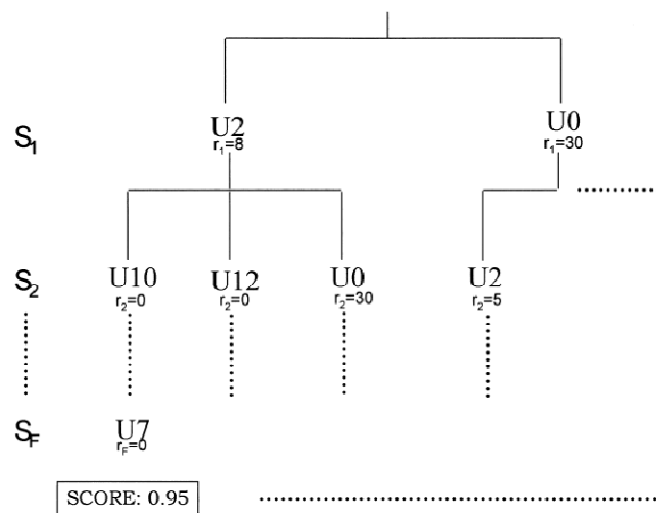 S1 U2 U0
r1=8 r1=30
S2 U10 U12 U0 U2
r2=0 r2=0 r2=30 r2=5
SF U7
rF=0
SCORE: 0.95